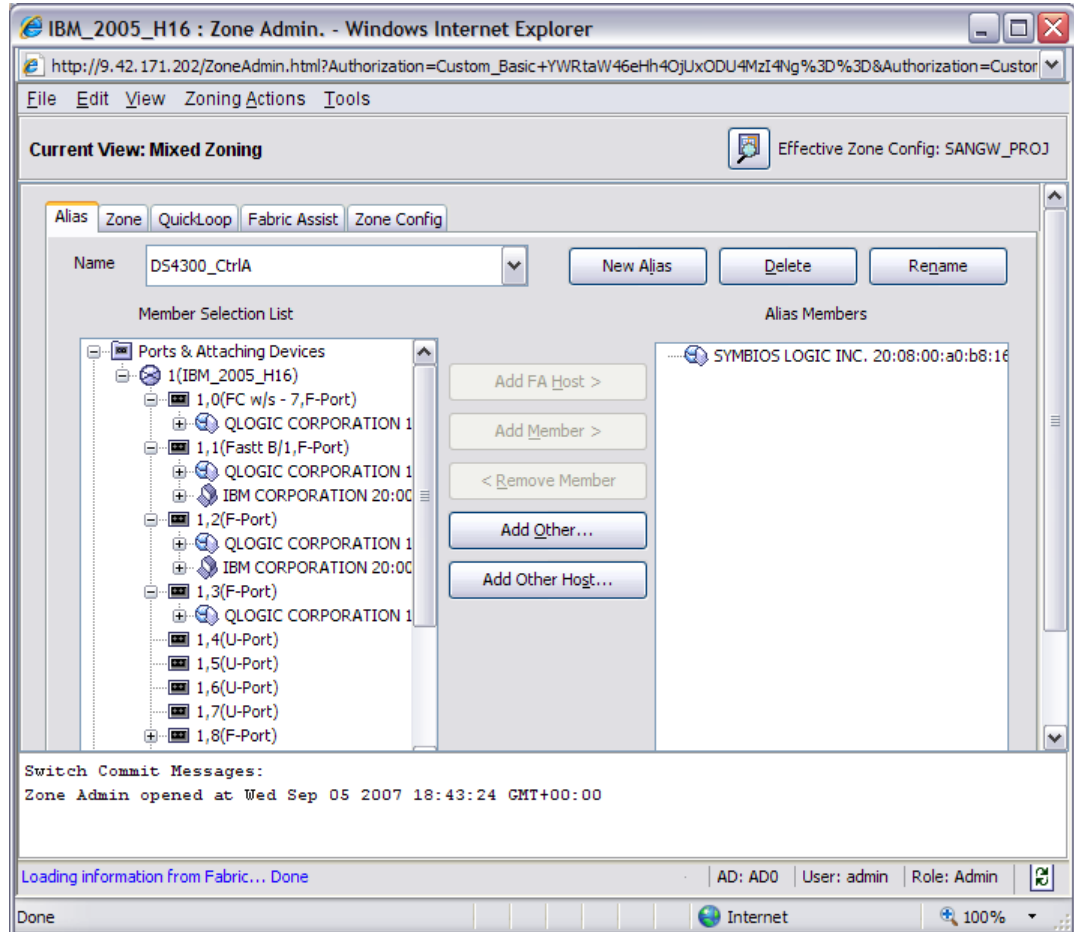 IBM_2005_H16 : Zone Admin. - Windows Internet Explorer
http://9.42.171.202/ZoneAdmin.html?Authorization=Custom_Basic+YWRtaW46eHh4OjUxODU4MzI4Ng%3D%3D&Authorization=Custor
File Edit View Zoning Actions Tools
Current View: Mixed Zoning
Effective Zone Config: SANGW_PROJ
Alias Zone QuickLoop Fabric Assist Zone Config
Name DS4300_CtrlA New Alias Delete Rename
Member Selection List
Alias Members
Ports & Attaching Devices
1(IBM_2005_H16)
1,0(FC w/s - 7,F-Port)
QLOGIC CORPORATION 1
1,1(Fastt B/1,F-Port)
QLOGIC CORPORATION 1
IBM CORPORATION 20:00
1,2(F-Port)
QLOGIC CORPORATION 1
IBM CORPORATION 20:00
1,3(F-Port)
QLOGIC CORPORATION 1
1,4(U-Port)
1,5(U-Port)
1,6(U-Port)
1,7(U-Port)
1,8(F-Port)
Add FA Host >
Add Member >
< Remove Member
Add Other...
Add Other Host...
SYMBIOS LOGIC INC. 20:08:00:a0:b8:16
Switch Commit Messages:
Zone Admin opened at Wed Sep 05 2007 18:43:24 GMT+00:00
Loading information from Fabric... Done
AD: AD0 User: admin Role: Admin
Done Internet 100%